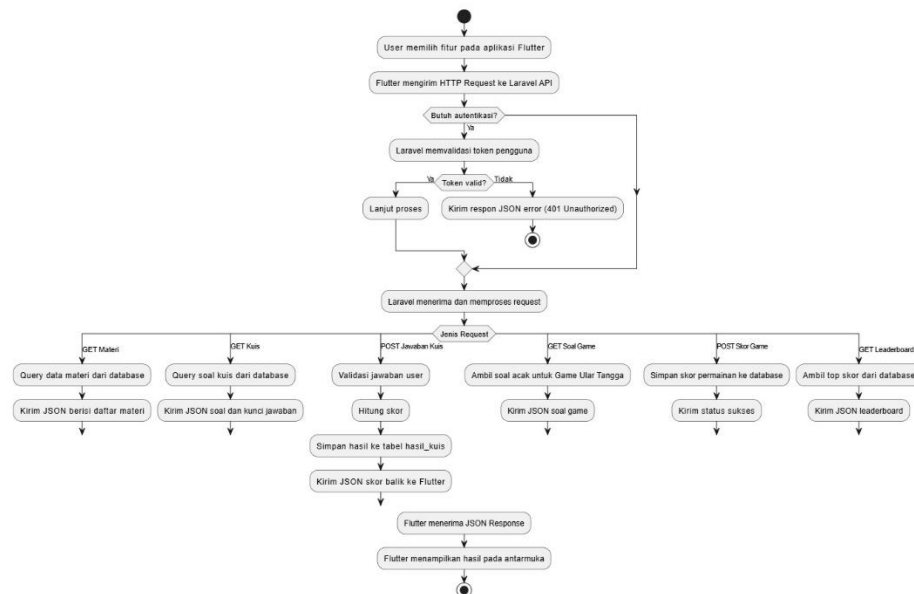 User memilih fitur pada aplikasi Flutter
Flutter mengirim HTTP Request ke Laravel API
Butuh autentikasi?
Ya
Laravel memvalidasi token pengguna
Ya
Token valid?
Tidak
Lanjut proses
Kirim respon JSON error (401 Unauthorized)
Laravel menerima dan memproses request
Jenis Request
GET Materi
GET Kuis
POST Jawaban Kuis
GET Soal Game
POST Skor Game
GET Leaderboard
Query data materi dari database
Query soal kuis dari database
Validasi jawaban user
Ambil soal acak untuk Game Ular Tangga
Simpan skor permainan ke database
Ambil top skor dari database
Kirim JSON berisi daftar materi
Kirim JSON soal dan kunci jawaban
Hitung skor
Kirim JSON soal game
Kirim status sukses
Kirim JSON leaderboard
Simpan hasil ke tabel hasil_kuis
Kirim JSON skor balik ke Flutter
Flutter menerima JSON Response
Flutter menampilkan hasil pada antarmuka